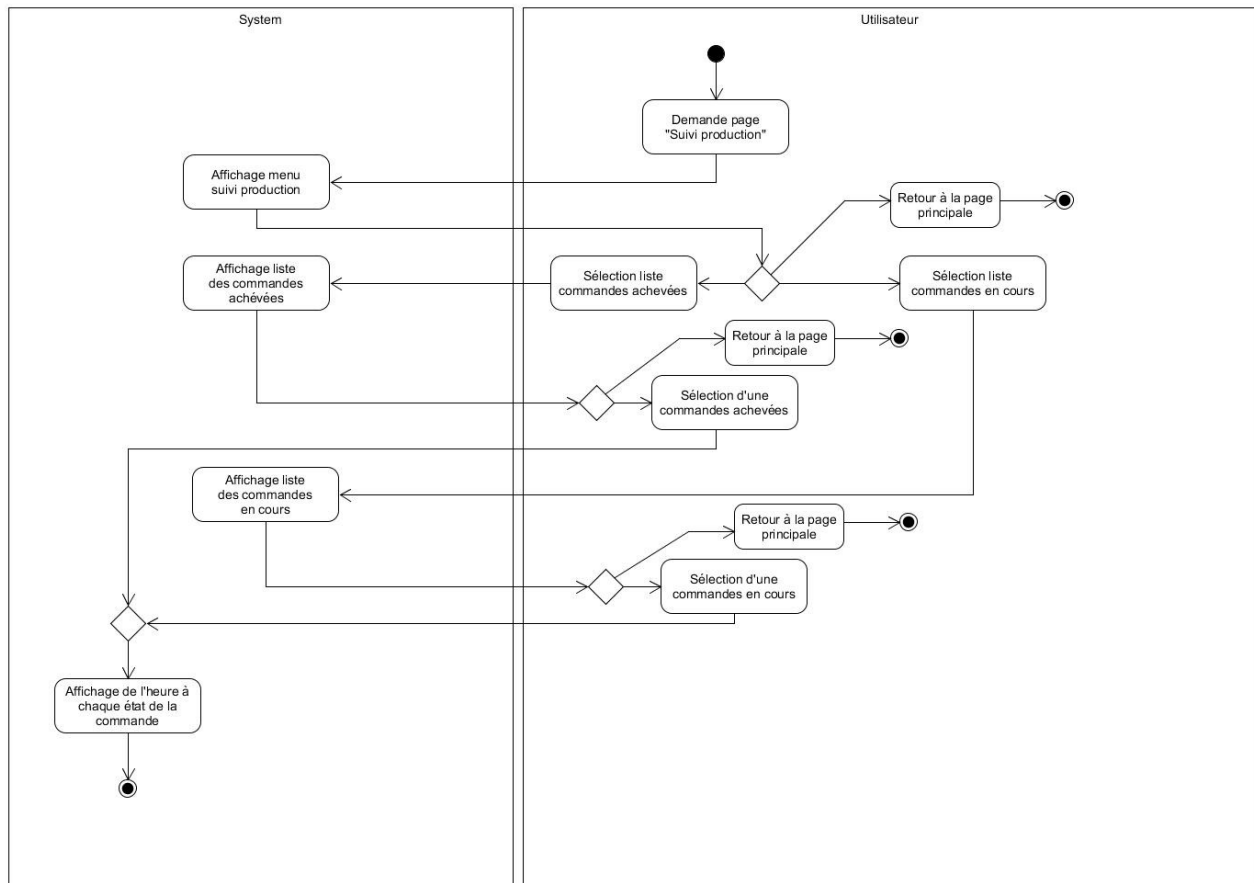 System
Utilisateur
Demande page
"Suivi production"
Affichage menu
suivi production
Retour à la page
principale
Affichage liste
des commandes
achévées
Sélection liste
commandes achevées
Sélection liste
commandes en cours
Retour à la page
principale
Sélection d'une
commandes achevées
Affichage liste
des commandes
en cours
Retour à la page
principale
Sélection d'une
commandes en cours
Affichage de l'heure à
chaque état de la
commande